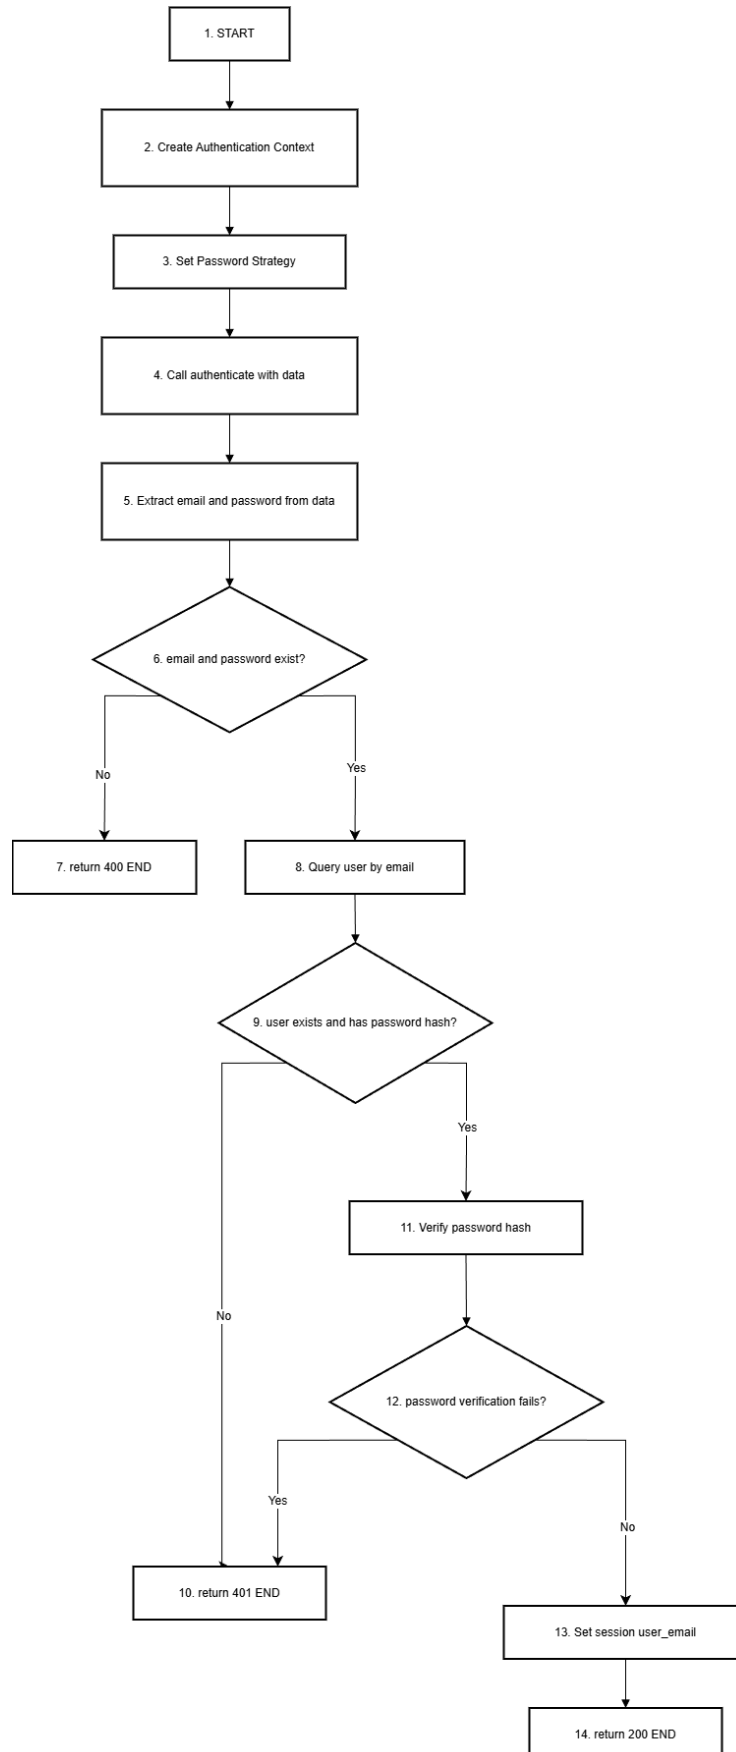 1. START
2. Create Authentication Context
3. Set Password Strategy
4. Call authenticate with data
5. Extract email and password from data
6. email and password exist?
No
Yes
7. return 400 END
8. Query user by email
9. user exists and has password hash?
Yes
11. Verify password hash
No
12. password verification fails?
Yes
No
10. return 401 END
13. Set session user_email
14. return 200 END